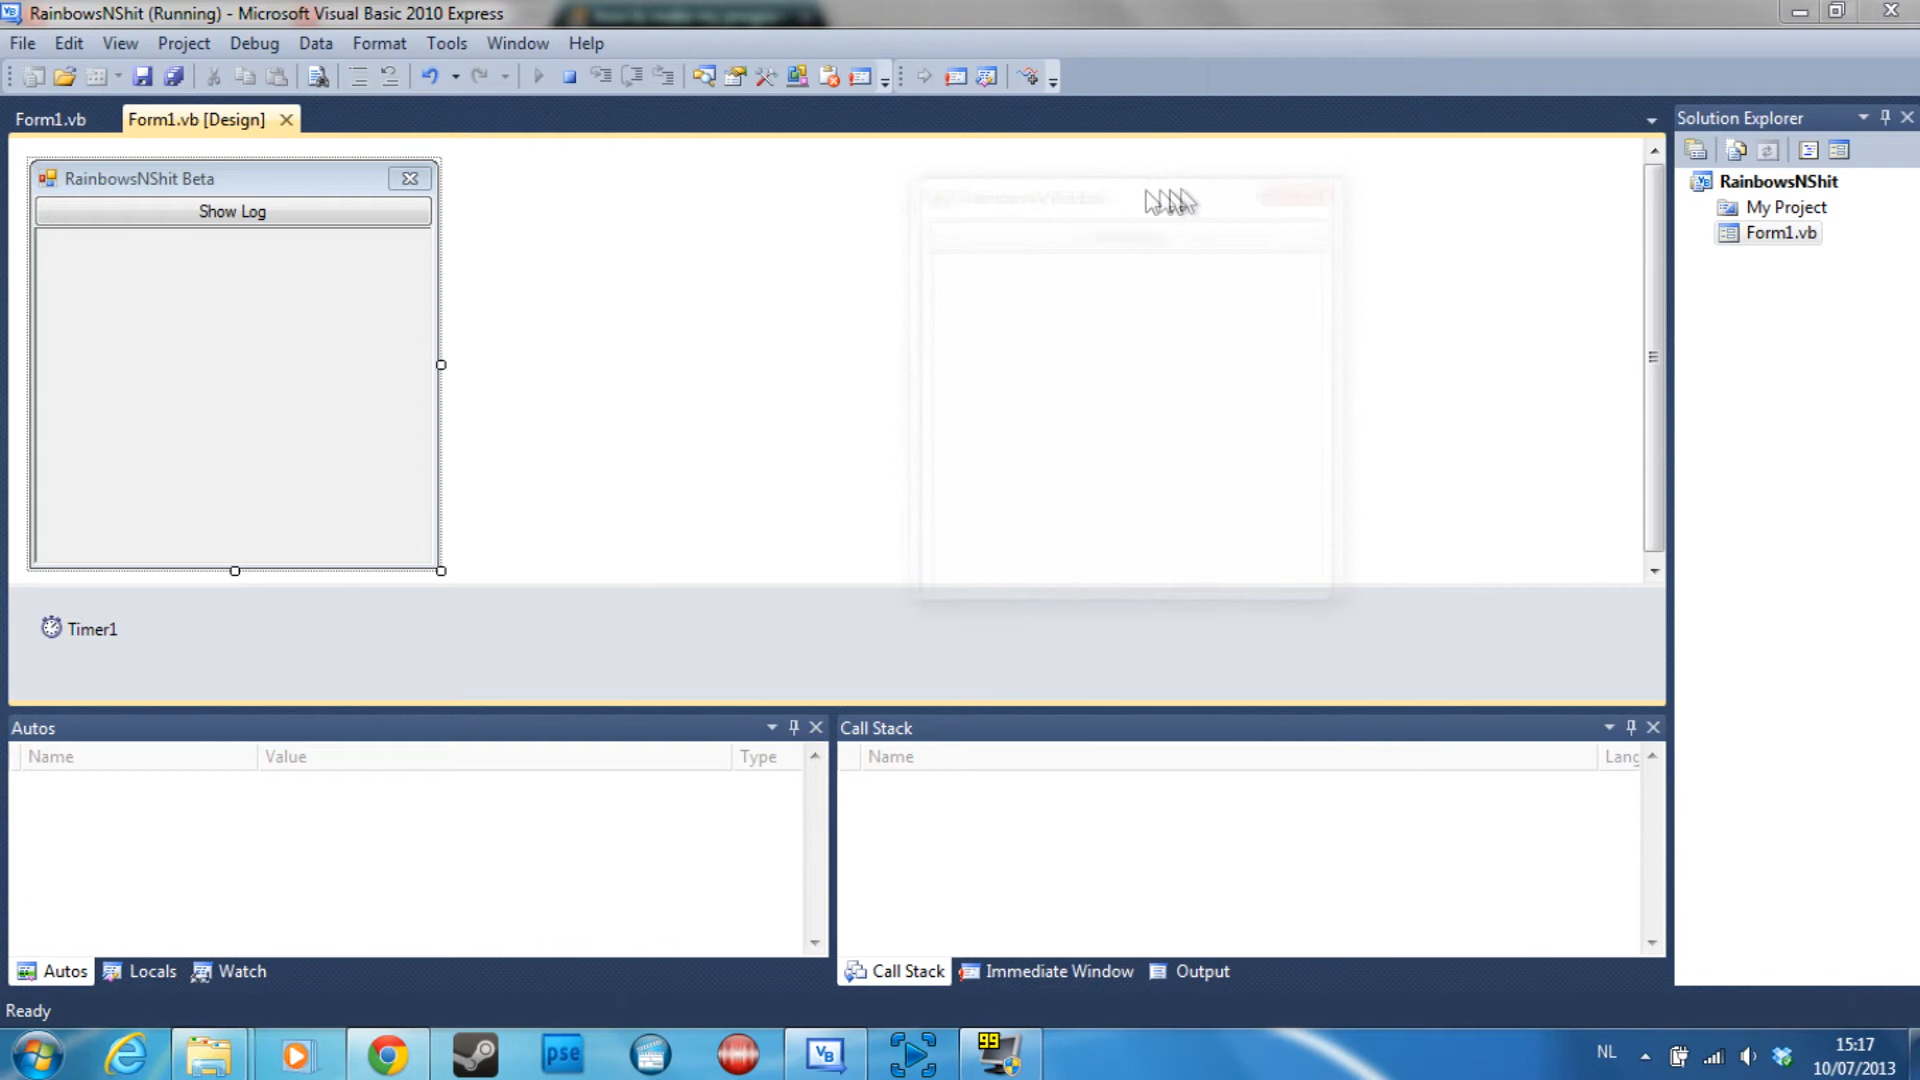 RainbowsNShit (Running) - Microsoft Visual Basic 2010 Express
File Edit View Project Debug Data Format Tools Window Help
Form1.vb Form1.vb [Design]
Solution Explorer
RainbowsNShit
My Project
Form1.vb
RainbowsNShit Beta
Show Log
Timer1
Autos
Name Value Type
Call Stack
Name Lang
Autos Locals Watch
Call Stack Immediate Window Output
Ready
pse
VB
99
NL
15:17
10/07/2013